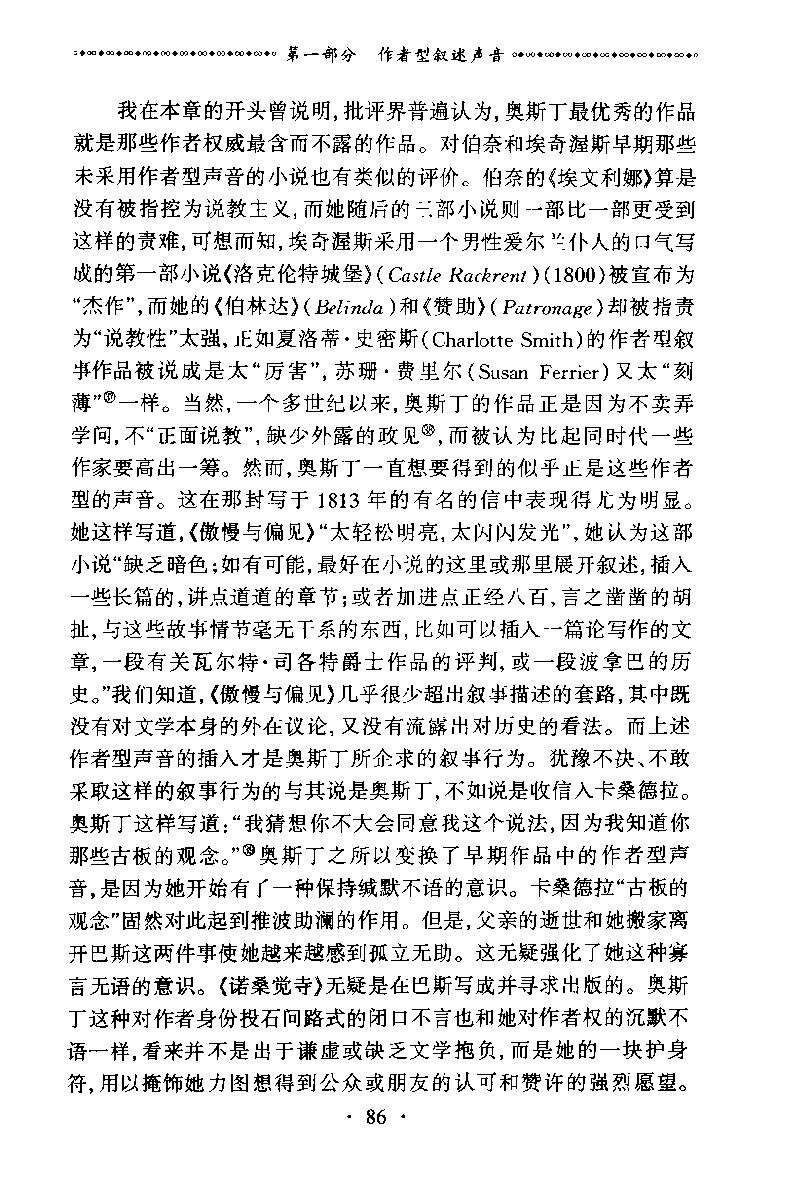 第一部分 作者型叙述声音
我在本章的开头曾说明,批评界普遍认为,奥斯丁最优秀的作品
就是那些作者权威最含而不露的作品。对伯奈和埃奇渥斯早期那些
未采用作者型声音的小说也有类似的评价。伯奈的《埃文利娜》算是
没有被指控为说教主义,而她随后的三部小说则一部比一部更受到
这样的责难,可想而知,埃奇渥斯采用一个男性爱尔兰仆人的口气写
成的第一部小说《洛克伦特城堡》(Castle Rackrent)(1800)被宣布为
“杰作”,而她的《伯林达》(Belinda)和《赞助》(Patronage)却被指责
为“说教性”太强,正如夏洛蒂·史密斯(Charlotte Smith)的作者型叙
事作品被说成是太“厉害”,苏珊·费里尔(Susan Ferrier)又太“刻
薄”㊲一样。当然,一个多世纪以来,奥斯丁的作品正是因为不卖弄
学问,不“正面说教”,缺少外露的政见㊳,而被认为比起同时代一些
作家要高出一筹。然而,奥斯丁一直想要得到的似乎正是这些作者
型的声音。这在那封写于 1813 年的有名的信中表现得尤为明显。
她这样写道,《傲慢与偏见》“太轻松明亮,太闪闪发光”,她认为这部
小说“缺乏暗色;如有可能,最好在小说的这里或那里展开叙述,插入
一些长篇的,讲点道道的章节;或者加进点正经八百,言之凿凿的胡
扯,与这些故事情节毫无干系的东西,比如可以插入一篇论写作的文
章,一段有关瓦尔特·司各特爵士作品的评判,或一段波拿巴的历
史。”我们知道,《傲慢与偏见》几乎很少超出叙事描述的套路,其中既
没有对文学本身的外在议论,又没有流露出对历史的看法。而上述
作者型声音的插入才是奥斯丁所企求的叙事行为。犹豫不决、不敢
采取这样的叙事行为的与其说是奥斯丁,不如说是收信人卡桑德拉。
奥斯丁这样写道:“我猜想你不大会同意我这个说法,因为我知道你
那些古板的观念。”㊴奥斯丁之所以变换了早期作品中的作者型声
音,是因为她开始有了一种保持缄默不语的意识。卡桑德拉“古板的
观念”固然对此起到推波助澜的作用。但是,父亲的逝世和她搬家离
开巴斯这两件事使她越来越感到孤立无助。这无疑强化了她这种寡
言无语的意识。《诺桑觉寺》无疑是在巴斯写成并寻求出版的。奥斯
丁这种对作者身份投石问路式的闭口不言也和她对作者权的沉默不
语一样,看来并不是出于谦虚或缺乏文学抱负,而是她的一块护身
符,用以掩饰她力图想得到公众或朋友的认可和赞许的强烈愿望。
· 86 ·